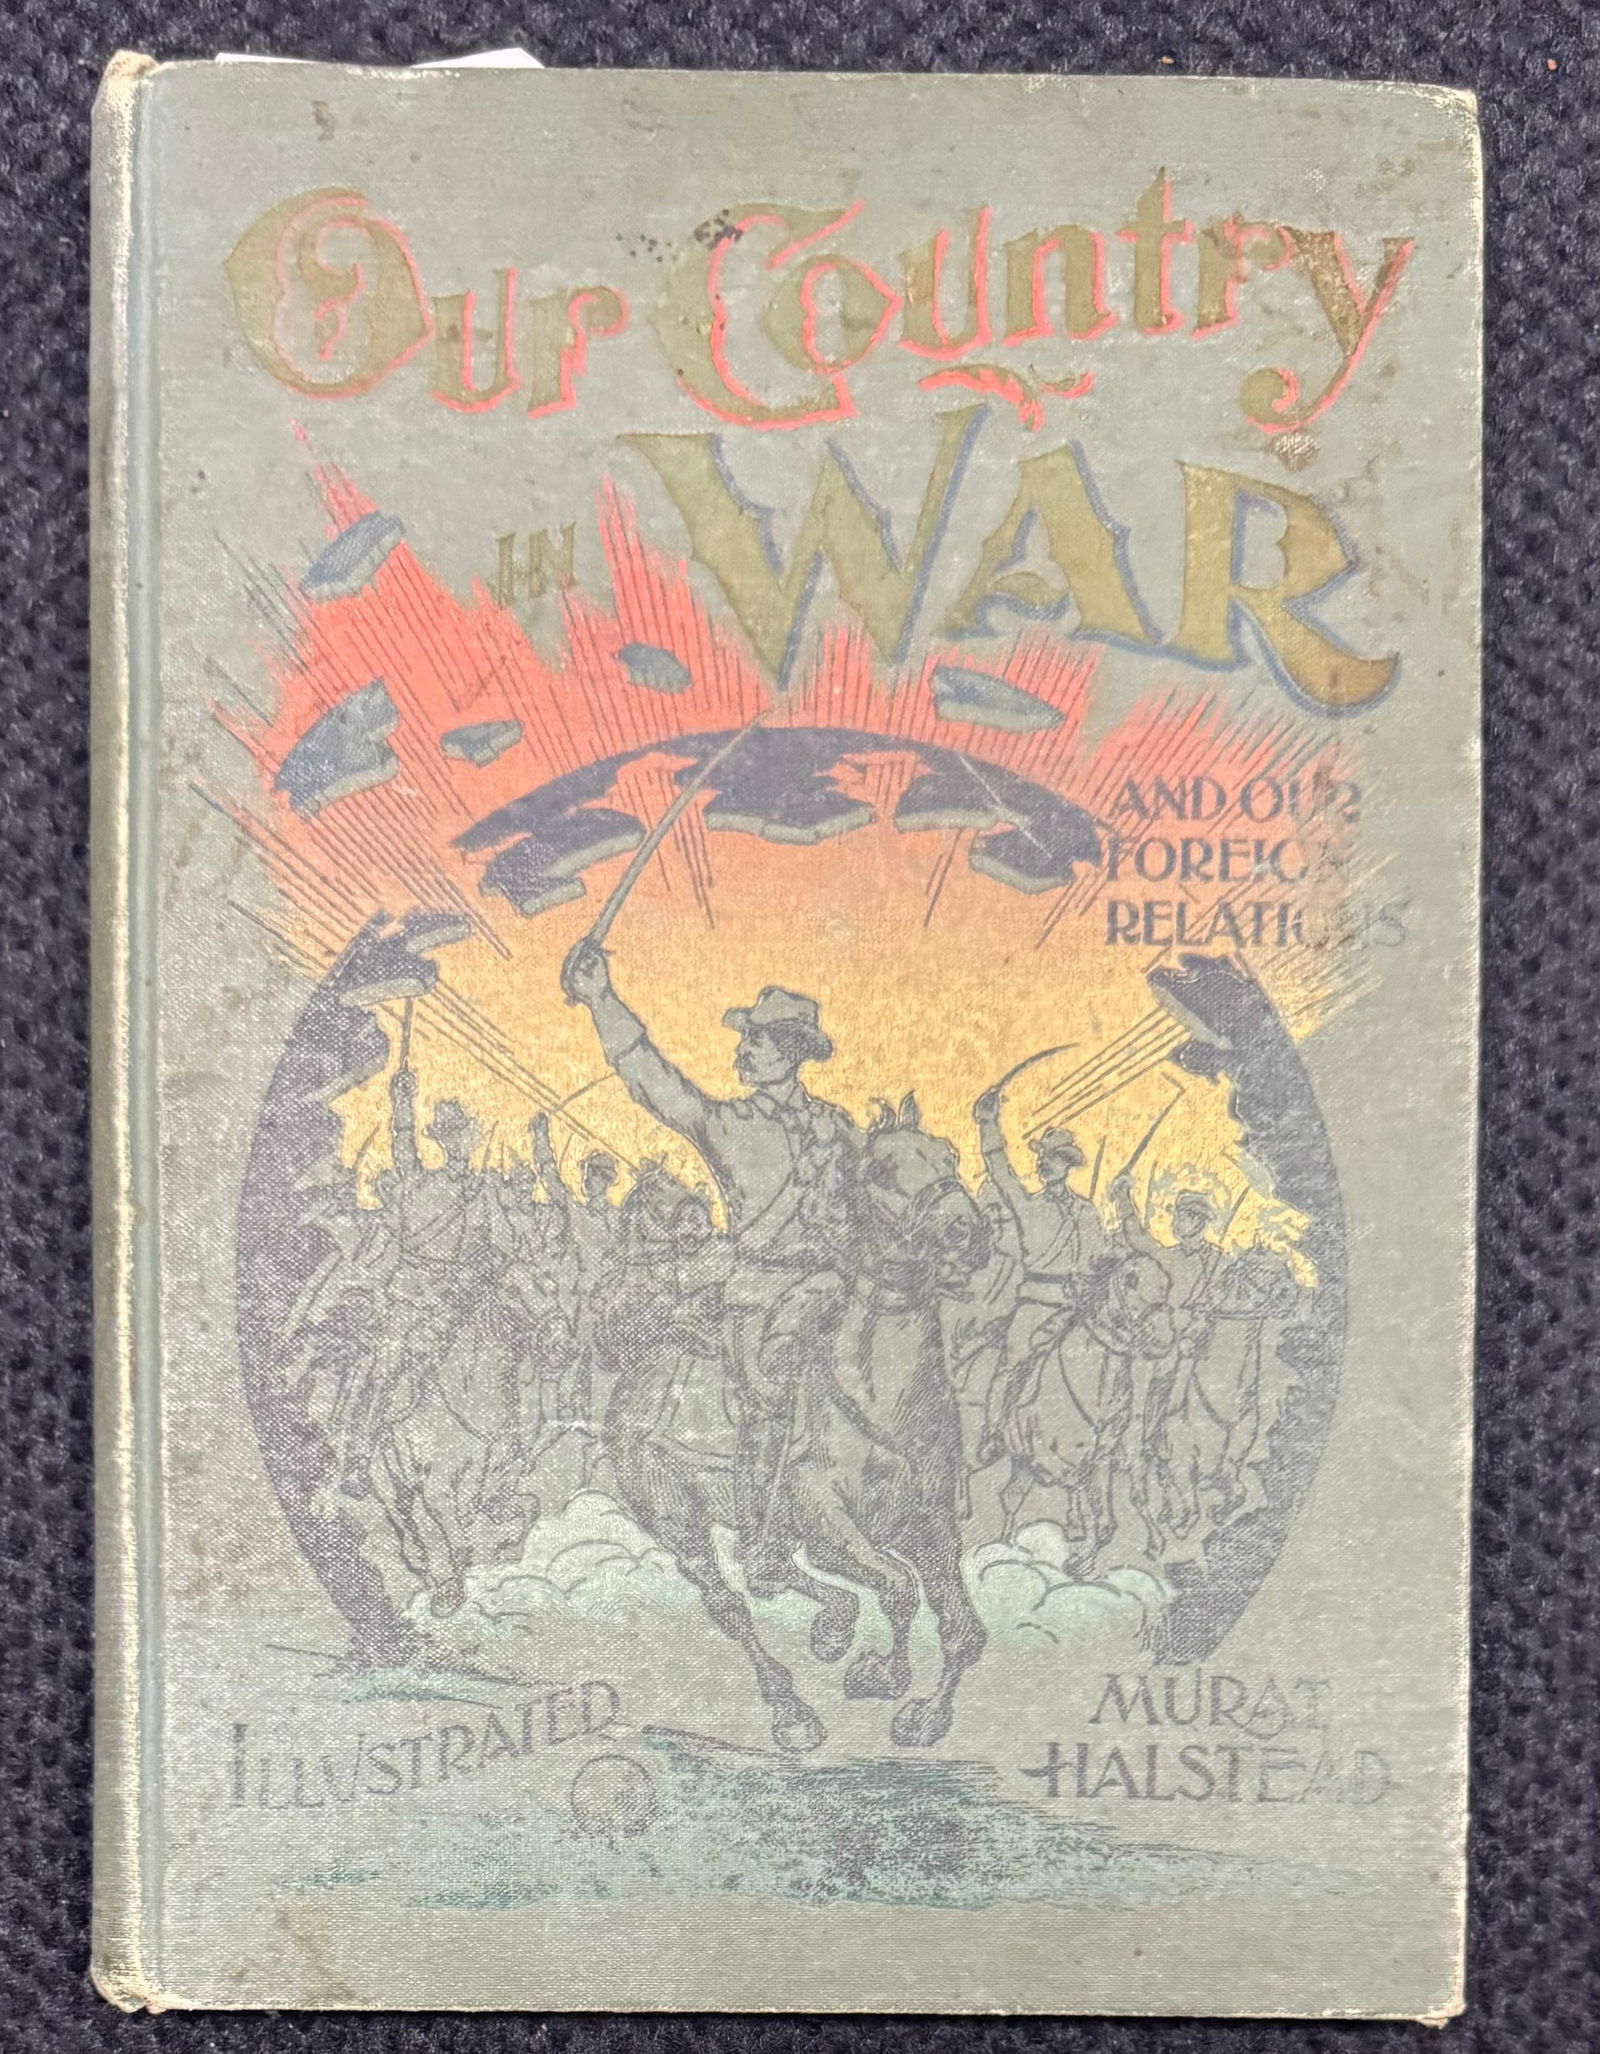 Our Country
IN WAR
AND OUR
FOREIGN
RELATIONS
ILLUSTRATED
MURAT
HALSTEAD